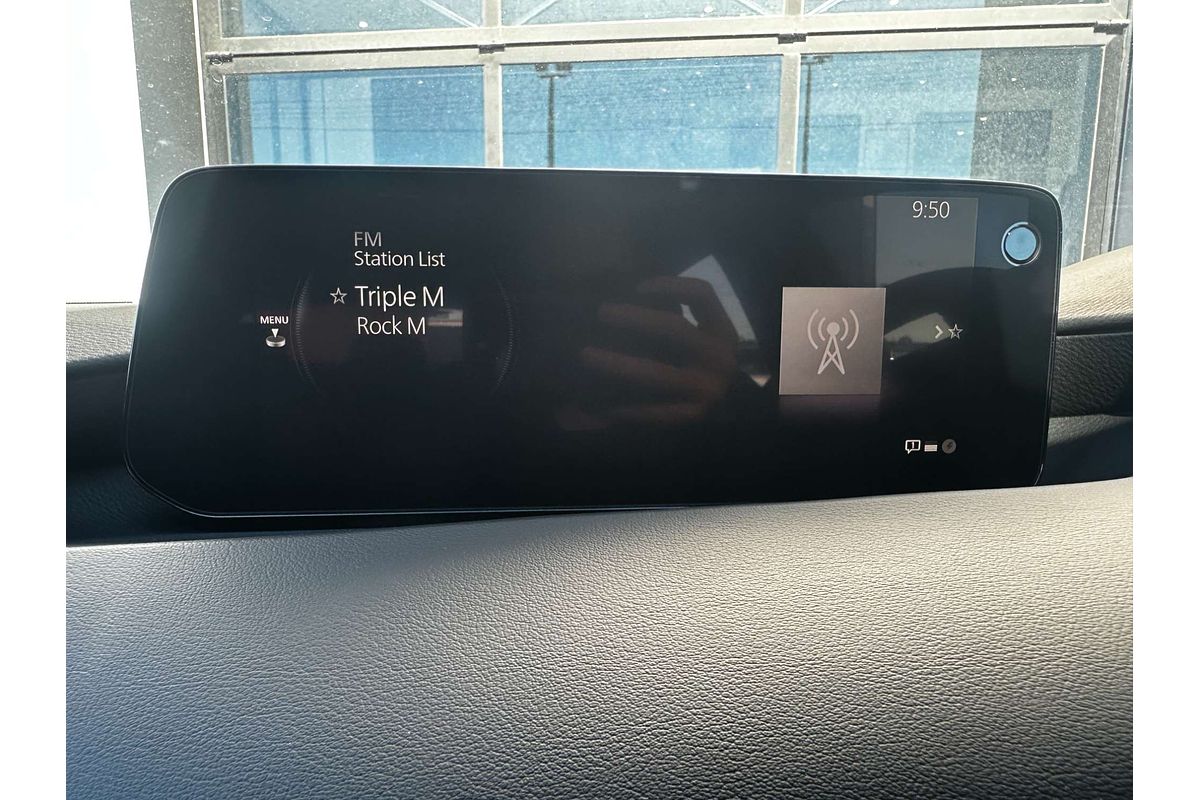 9:50
FM
Station List
Triple M
MENU
Rock M